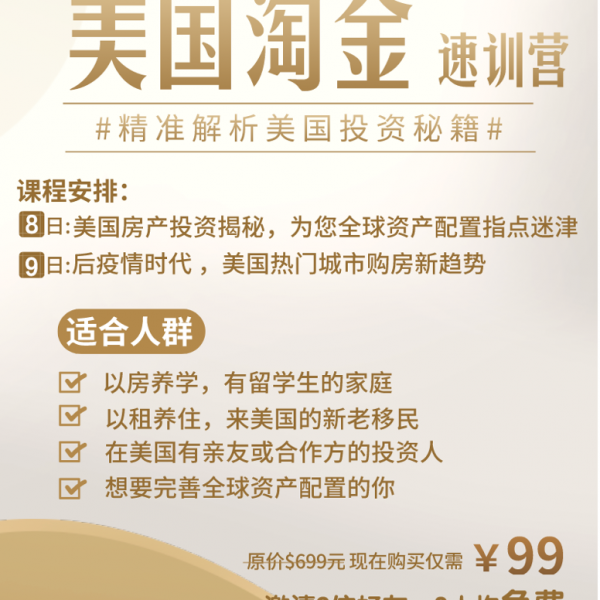 美国淘金 速训营
#精准解析美国投资秘籍#
课程安排：
8日:美国房产投资揭秘，为您全球资产配置指点迷津
9日:后疫情时代，美国热门城市购房新趋势
适合人群
以房养学，有留学生的家庭
以租养住，来美国的新老移民
在美国有亲友或合作方的投资人
想要完善全球资产配置的你
原价$699元 现在购买仅需 ￥99